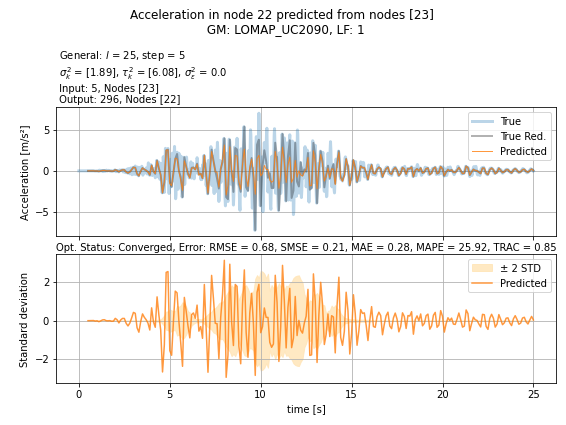 Acceleration in node 22 predicted from nodes [23]
GM: LOMAP_UC2090, LF: 1
General: l = 25, step = 5
σ²ₖ = [1.89], τ²ₖ = [6.08], σ²ε = 0.0
Input: 5, Nodes [23]
Output: 296, Nodes [22]
Acceleration [m/s²]
5
0
−5
True
True Red.
Predicted
Opt. Status: Converged, Error: RMSE = 0.68, SMSE = 0.21, MAE = 0.28, MAPE = 25.92, TRAC = 0.85
Standard deviation
2
0
−2
± 2 STD
Predicted
0 5 10 15 20 25
time [s]